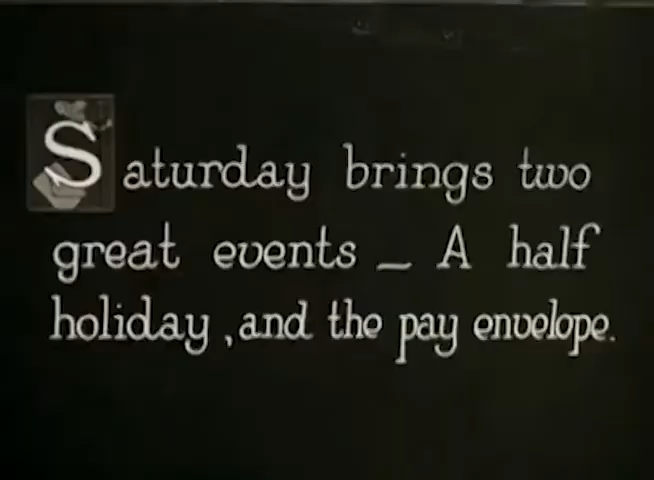 Saturday brings two
great events _ A half
holiday , and the pay envelope.